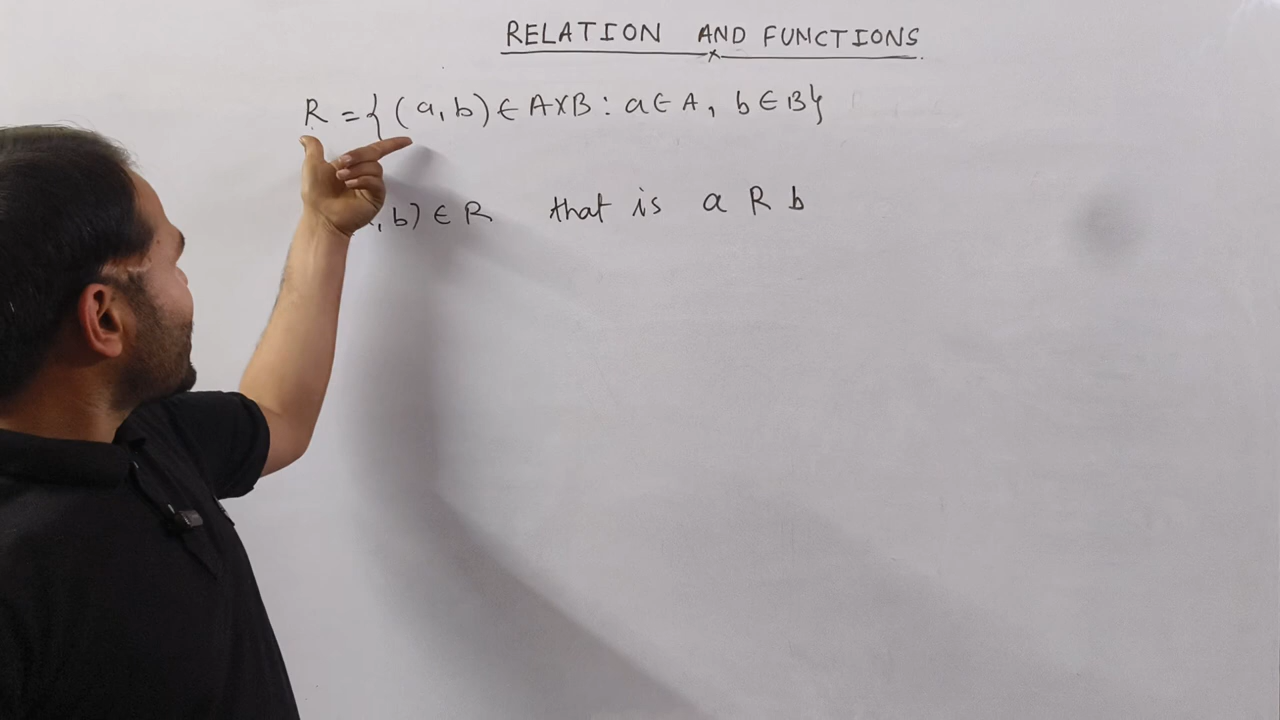 RELATION AND FUNCTIONS
R = {(a, b) ∈ A×B : a ∈ A, b ∈ B}
, b) ∈ R that is a R b